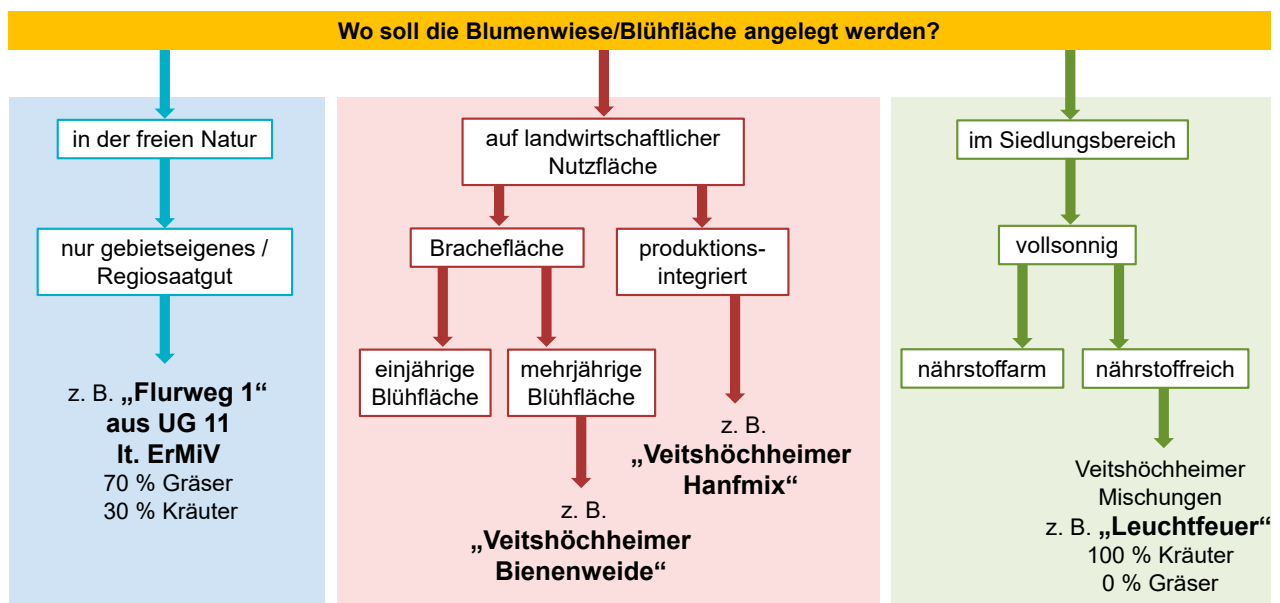 Wo soll die Blumenwiese/Blühfläche angelegt werden?
in der freien Natur
nur gebietseigenes /
Regiosaatgut
z. B. „Flurweg 1“
aus UG 11
lt. ErMiV
70 % Gräser
30 % Kräuter
auf landwirtschaftlicher
Nutzfläche
Brachefläche
produktions-
integriert
einjährige
Blühfläche
mehrjährige
Blühfläche
z. B.
„Veitshöchheimer
Hanfmix“
z. B.
„Veitshöchheimer
Bienenweide“
im Siedlungsbereich
vollsonnig
nährstoffarm
nährstoffreich
Veitshöchheimer
Mischungen
z. B. „Leuchtfeuer“
100 % Kräuter
0 % Gräser